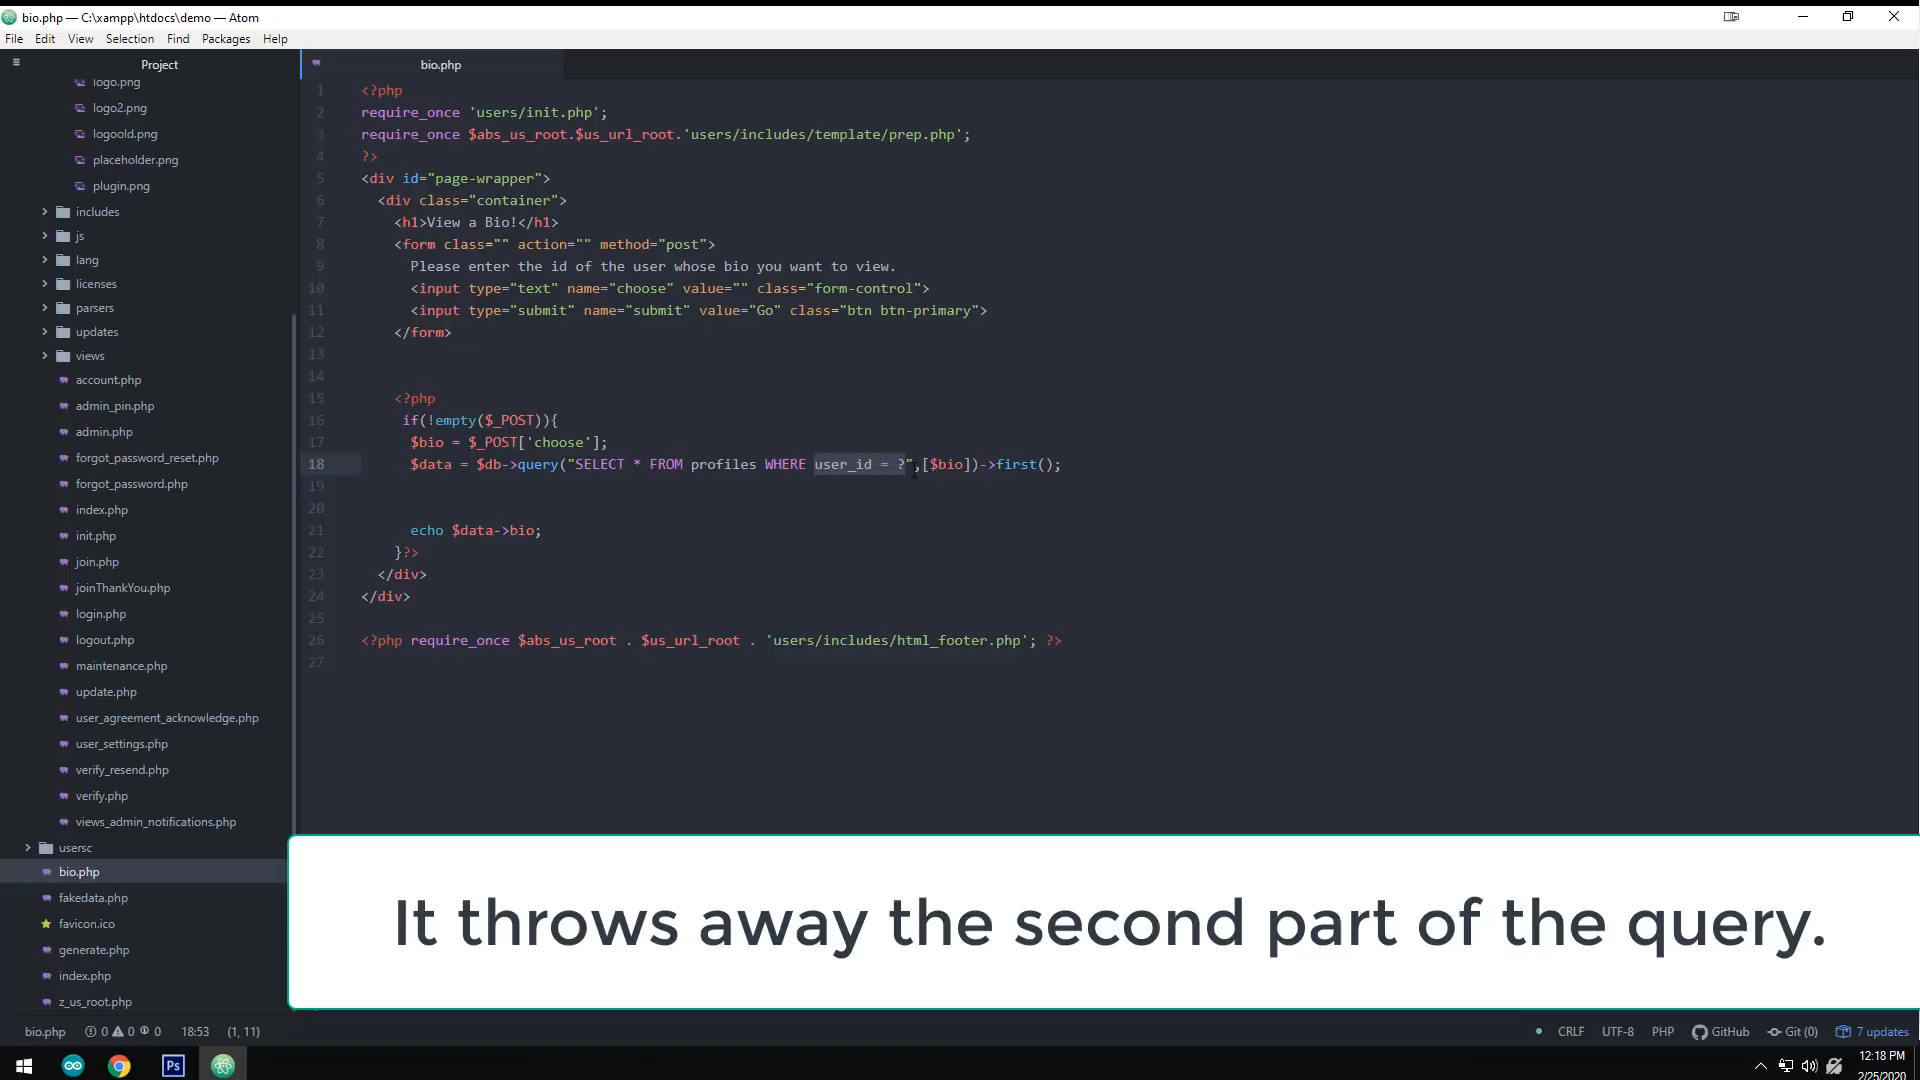 bio.php — C:\xampp\htdocs\demo — Atom
File Edit View Selection Find Packages Help
Project
logo.png
logo2.png
logoold.png
placeholder.png
plugin.png
includes
js
lang
licenses
parsers
updates
views
account.php
admin_pin.php
admin.php
forgot_password_reset.php
forgot_password.php
index.php
init.php
join.php
joinThankYou.php
login.php
logout.php
maintenance.php
update.php
user_agreement_acknowledge.php
user_settings.php
verify_resend.php
verify.php
views_admin_notifications.php
usersc
bio.php
fakedata.php
favicon.ico
generate.php
index.php
z_us_root.php
bio.php
1 <?php
2 require_once 'users/init.php';
3 require_once $abs_us_root.$us_url_root.'users/includes/template/prep.php';
4 ?>
5 <div id="page-wrapper">
6 <div class="container">
7 <h1>View a Bio!</h1>
8 <form class="" action="" method="post">
9 Please enter the id of the user whose bio you want to view.
10 <input type="text" name="choose" value="" class="form-control">
11 <input type="submit" name="submit" value="Go" class="btn btn-primary">
12 </form>
13
14
15 <?php
16 if(!empty($_POST)){
17 $bio = $_POST['choose'];
18 $data = $db->query("SELECT * FROM profiles WHERE user_id = ?",[$bio])->first();
19
20
21 echo $data->bio;
22 }?>
23 </div>
24 </div>
25
26 <?php require_once $abs_us_root . $us_url_root . 'users/includes/html_footer.php'; ?>
27
It throws away the second part of the query.
bio.php 0 0 0 18:53 (1, 11) CRLF UTF-8 PHP GitHub Git (0) 7 updates
Ps
12:18 PM
2/25/2020